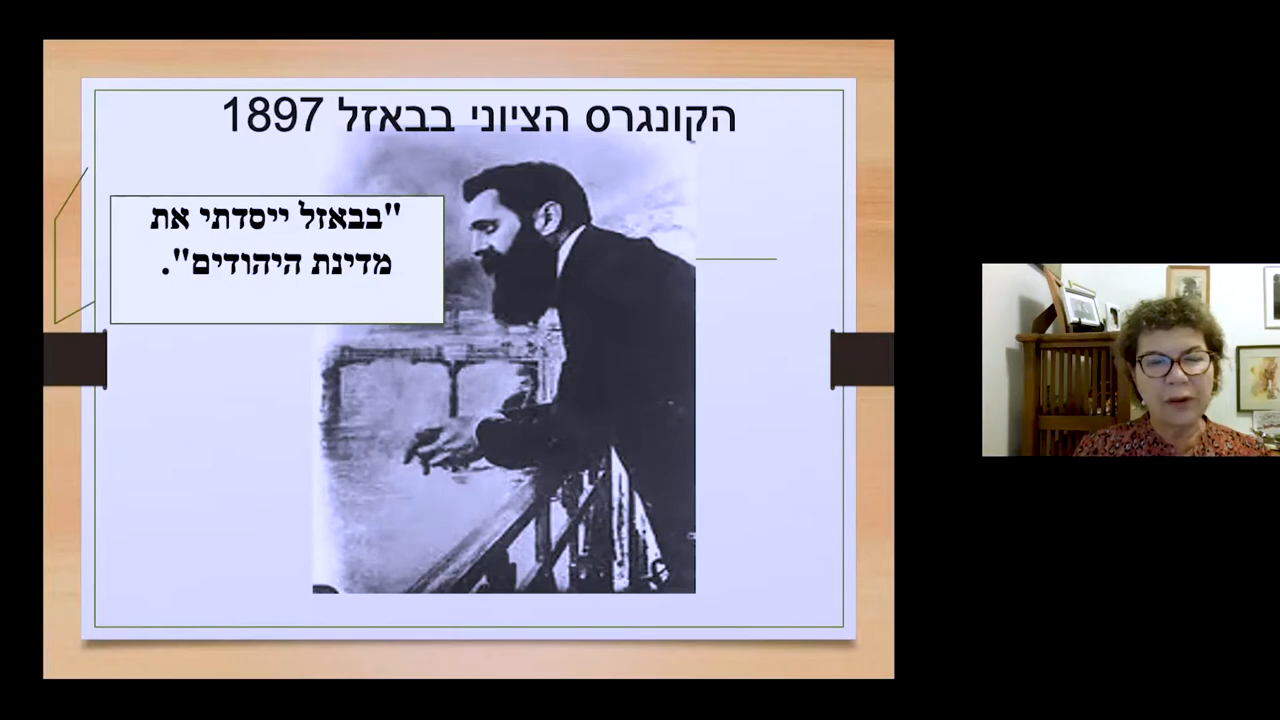 הקונגרס הציוני בבאזל 1897
"בבאזל ייסדתי את
מדינת היהודים".